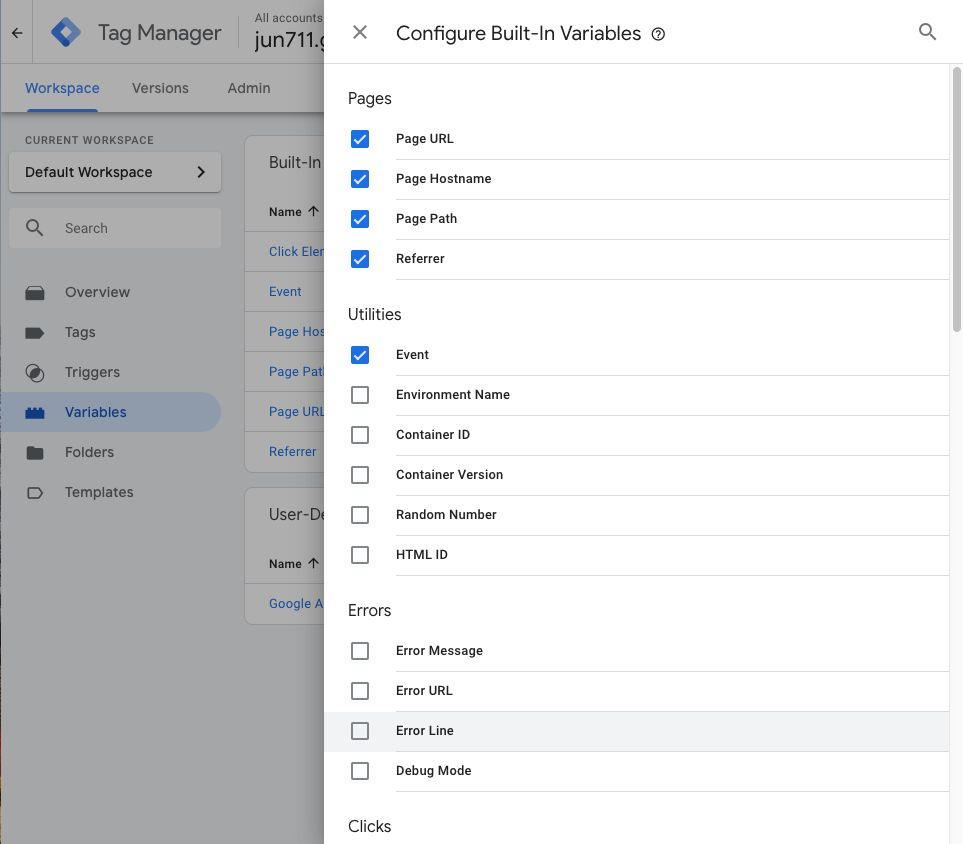 Tag Manager
All accounts
jun711.g
Workspace
Versions
Admin
CURRENT WORKSPACE
Default Workspace
Search
Overview
Tags
Triggers
Variables
Folders
Templates
Built-In
Name
Click Eler
Event
Page Hos
Page Pat
Page URL
Referrer
User-De
Name
Google A
Configure Built-In Variables
Pages
Page URL
Page Hostname
Page Path
Referrer
Utilities
Event
Environment Name
Container ID
Container Version
Random Number
HTML ID
Errors
Error Message
Error URL
Error Line
Debug Mode
Clicks